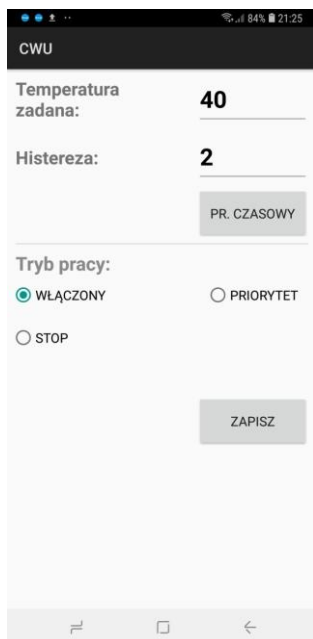 84% 21:25
CWU
Temperatura
zadana:
40
Histereza:
2
PR. CZASOWY
Tryb pracy:
WŁĄCZONY
PRIORYTET
STOP
ZAPISZ